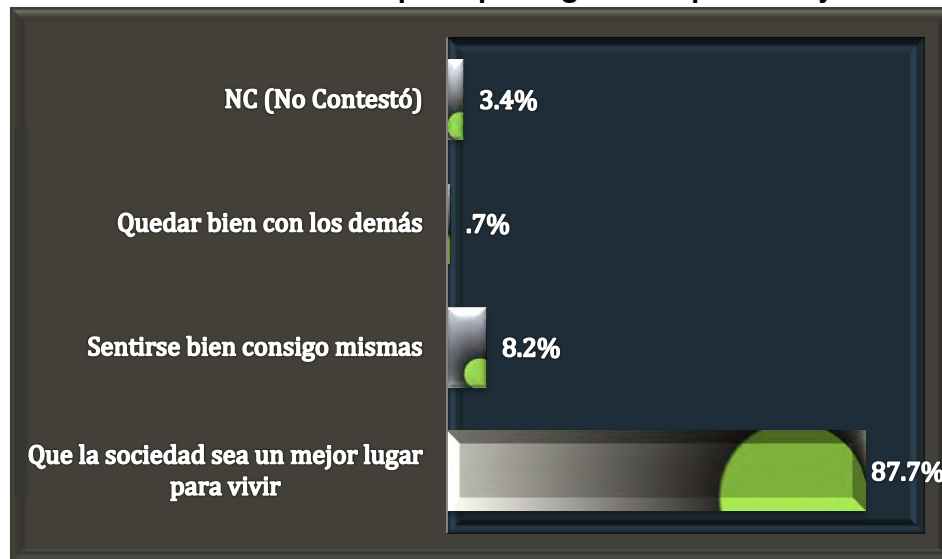 NC (No Contestó)
3.4%
Quedar bien con los demás
.7%
Sentirse bien consigo mismas
8.2%
Que la sociedad sea un mejor lugar
para vivir
87.7%